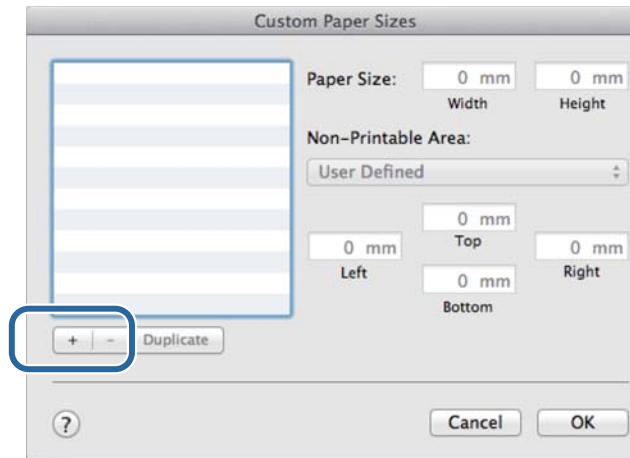 Custom Paper Sizes
Paper Size: 0 mm 0 mm
Width Height
Non-Printable Area:
User Defined
0 mm
Top
0 mm 0 mm
Left Right
0 mm
Bottom
+ - Duplicate
? Cancel OK